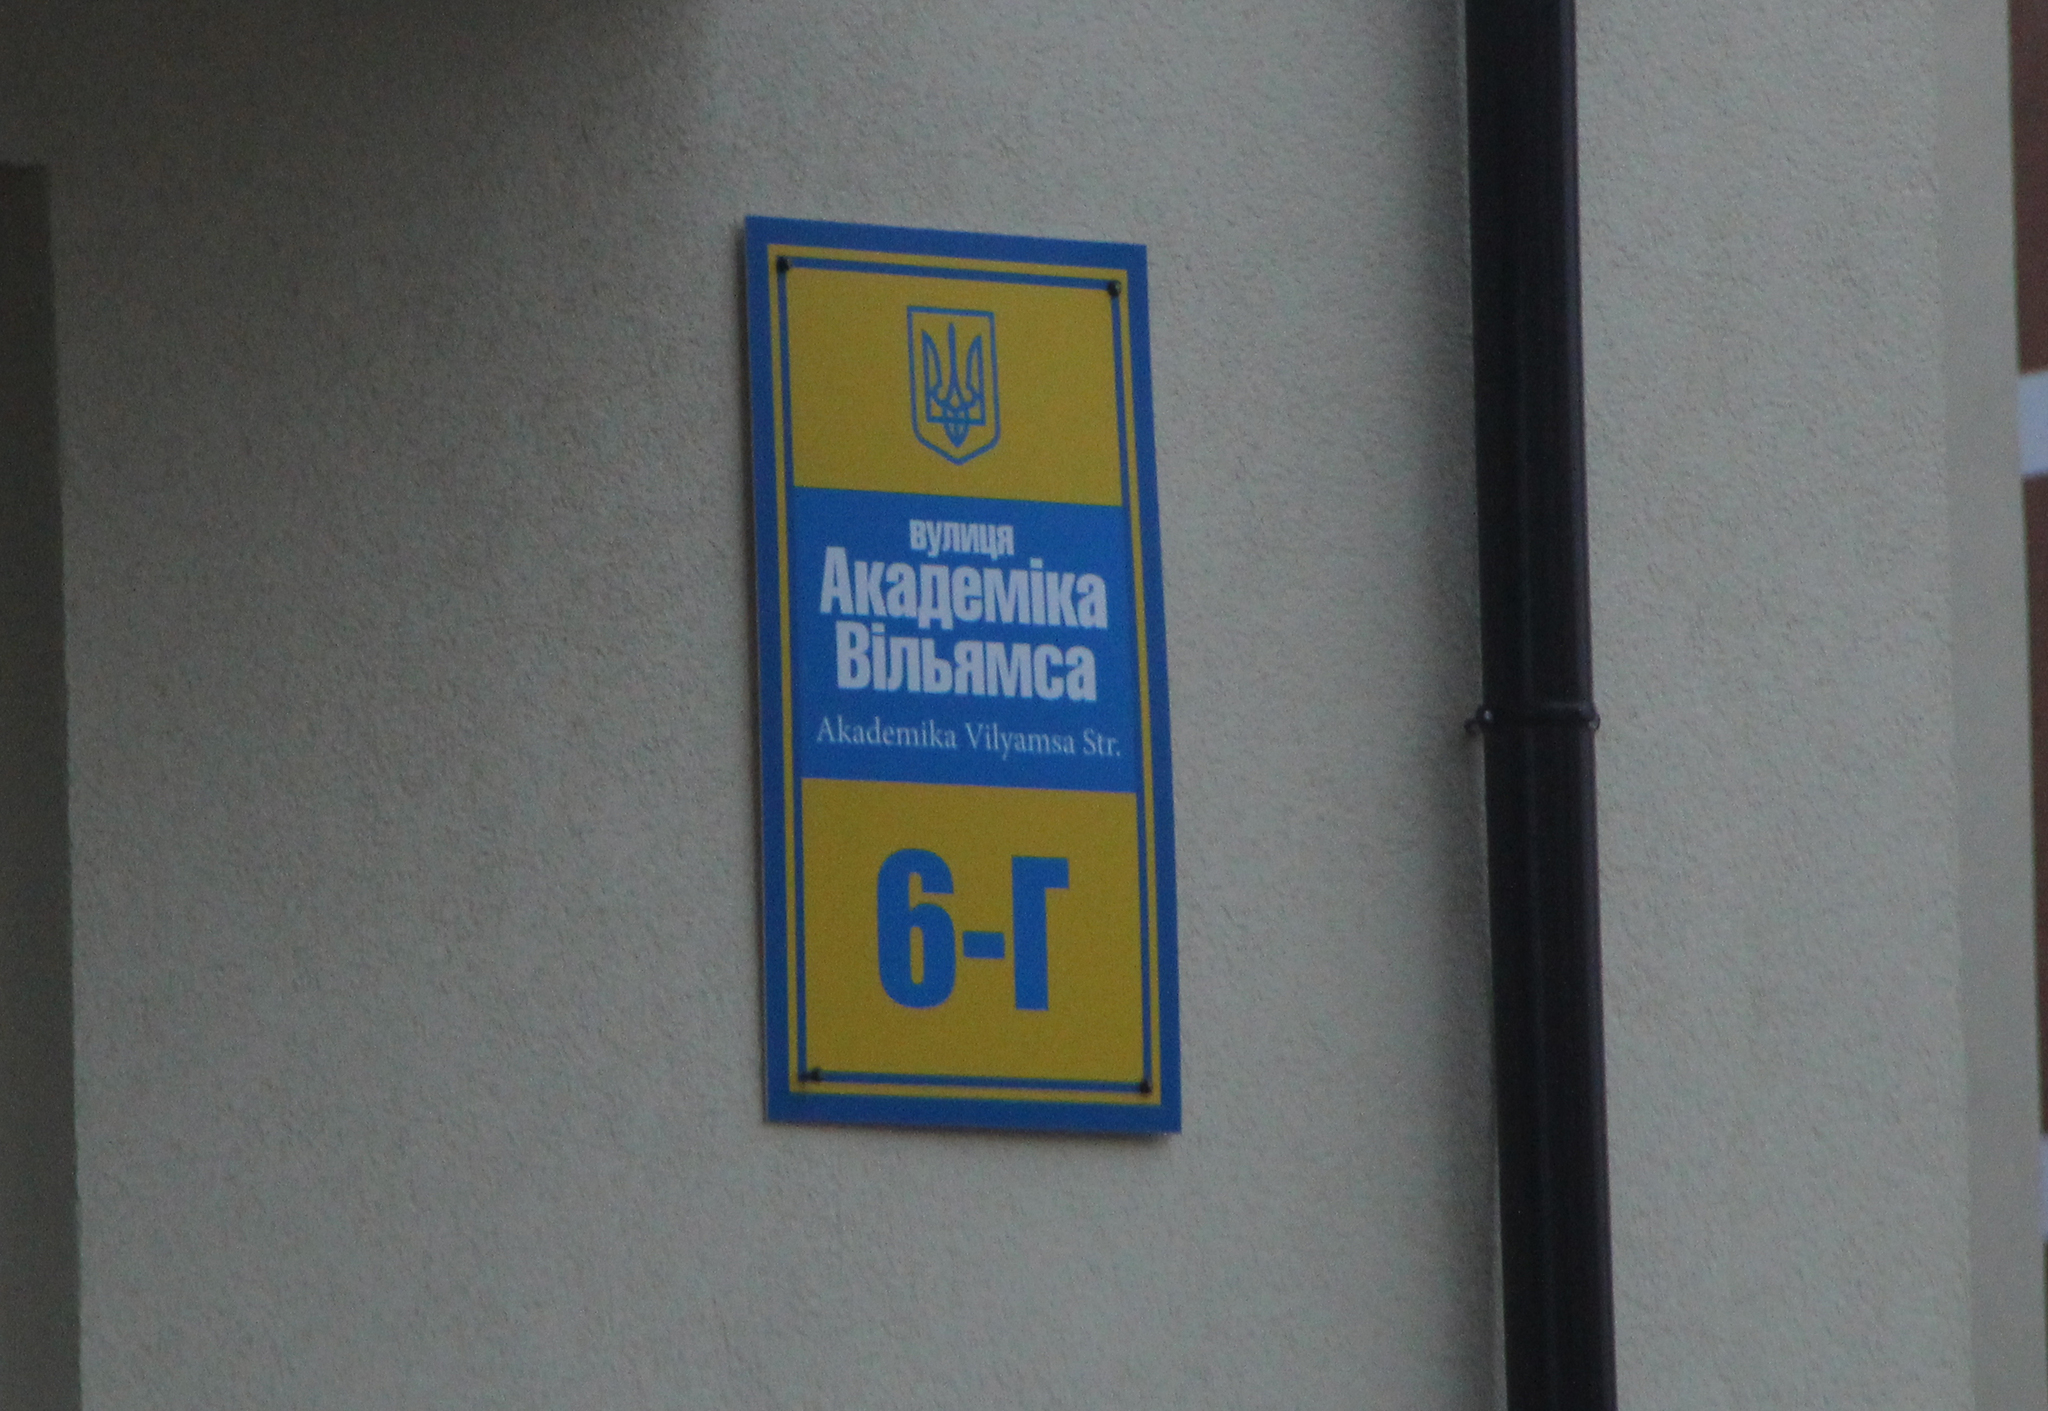 вулиця
Академіка
Вільямса
Akademika Vilyamsa Str.
6-Г